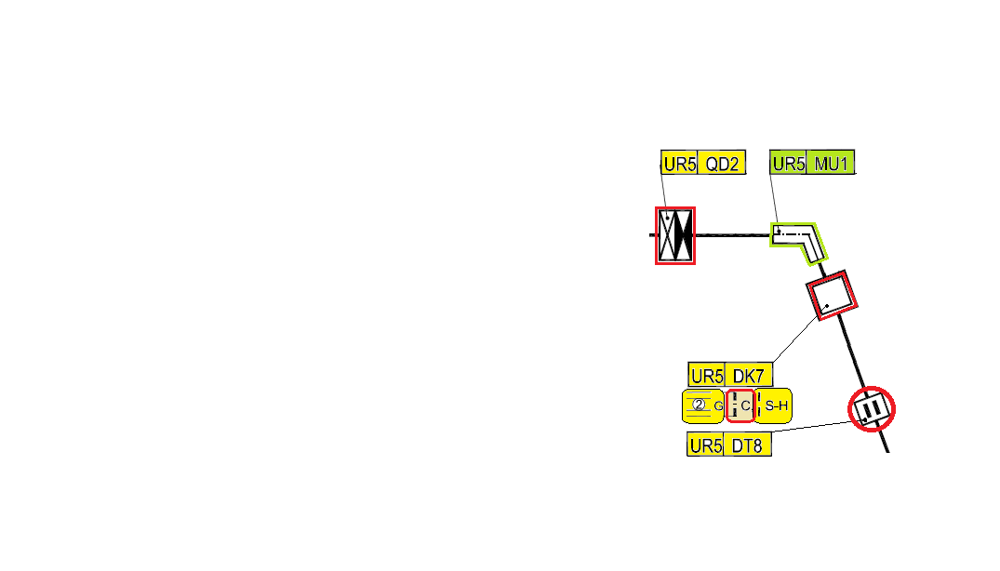 UR5 QD2
UR5 MU1
UR5 DK7
2 G C S-H
UR5 DT8